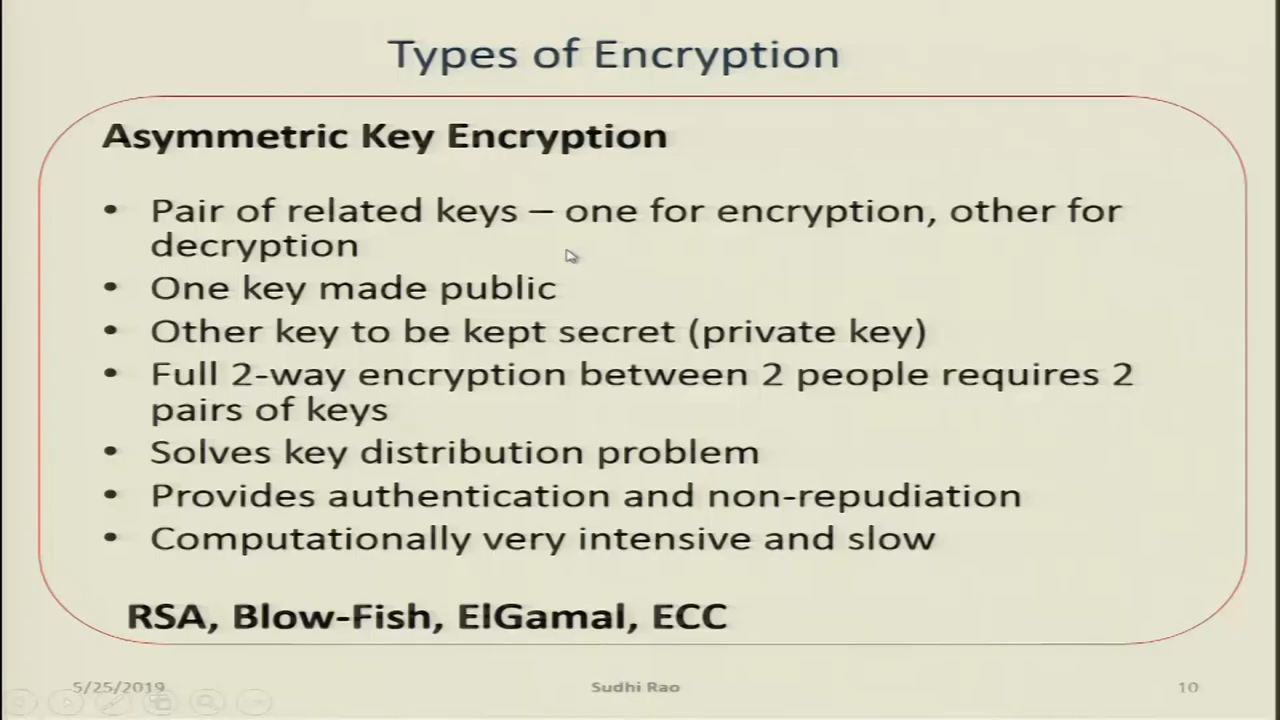 Types of Encryption
Asymmetric Key Encryption
• Pair of related keys – one for encryption, other for
decryption
• One key made public
• Other key to be kept secret (private key)
• Full 2-way encryption between 2 people requires 2
pairs of keys
• Solves key distribution problem
• Provides authentication and non-repudiation
• Computationally very intensive and slow
RSA, Blow-Fish, ElGamal, ECC
5/25/2019 Sudhi Rao 10